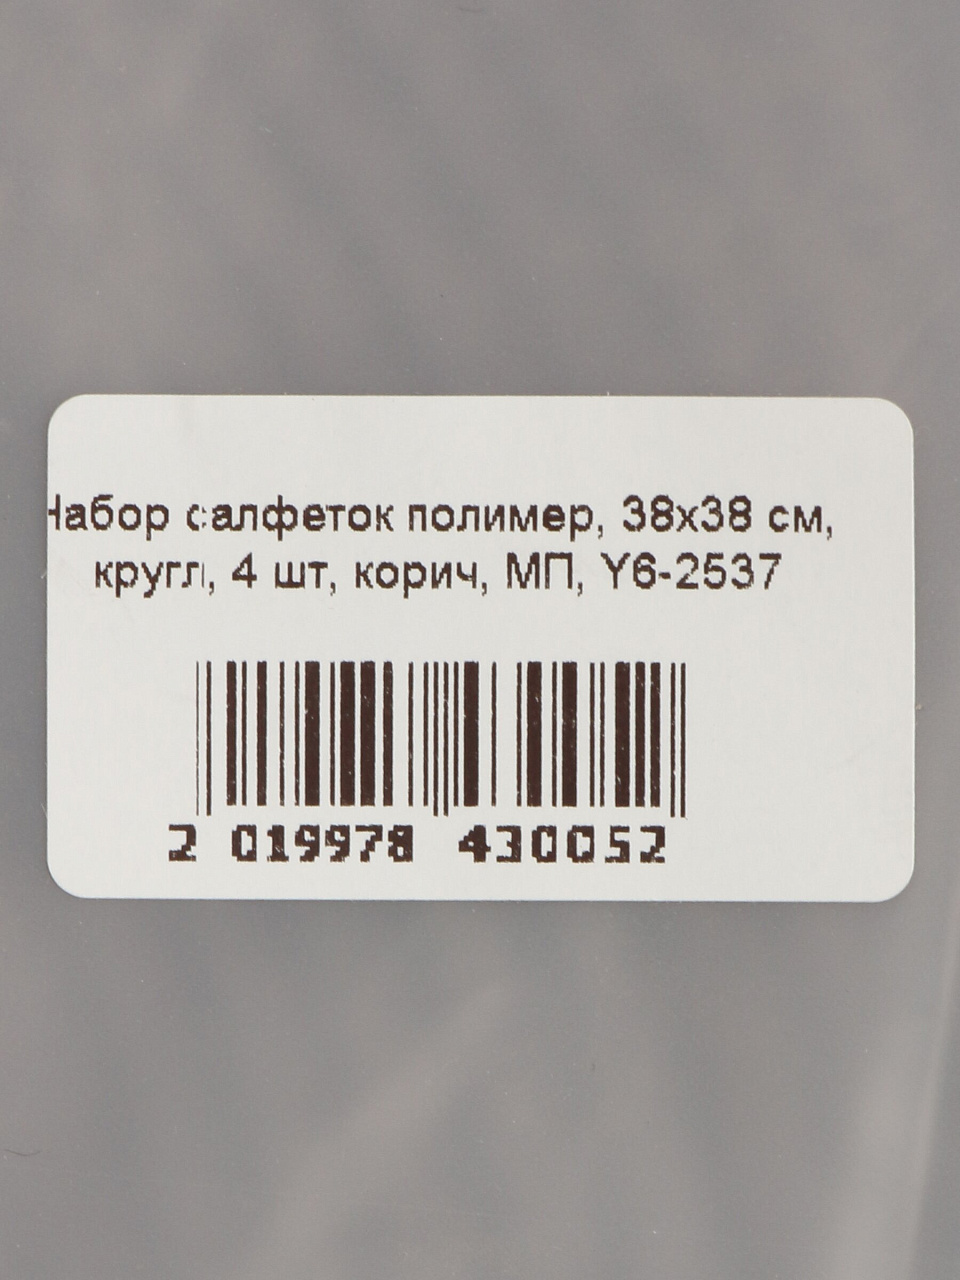 Набор салфеток полимер, 38х38 см,
кругл, 4 шт, корич, МП, Y6-2537
2 019978 430052